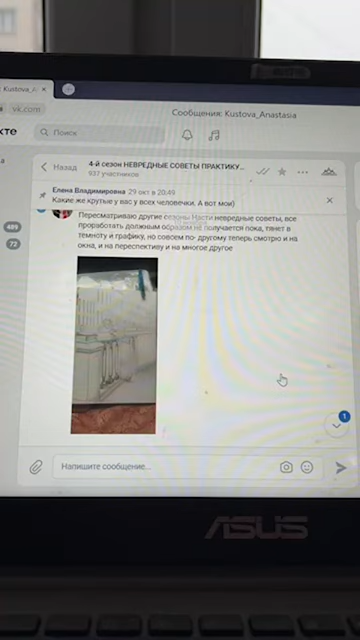 Kustova_A
vk.com
Сообщения: Kustova_Anastasia
кте
Поиск
Назад
4-й сезон НЕВРЕДНЫЕ СОВЕТЫ ПРАКТИКУ...
937 участников
Елена Владимировна 29 окт в 20:49
Какие же крутые у вас у всех человечки. А вот мои)
Пересматриваю другие сезоны Насти невредные советы, все
проработать должным образом не получается пока, тянет в
темноту и графику, но совоем по- другому теперь смотрю и на
окна, и на перспективу и на многое другое
489
72
1
Напишите сообщение...
ASUS